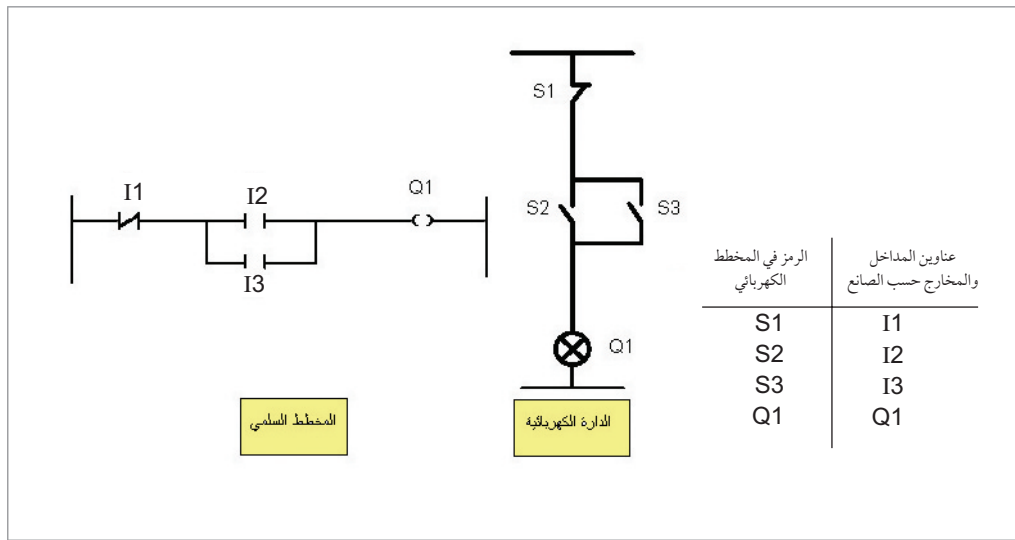 S1
I1
I2
Q1
I3
S2
S3
Q1
المخطط السلمي
الدارة الكهربائية
عناوين المداخل
والمخارج حسب الصانع
الرمز في المخطط
الكهربائي
S1 I1
S2 I2
S3 I3
Q1 Q1